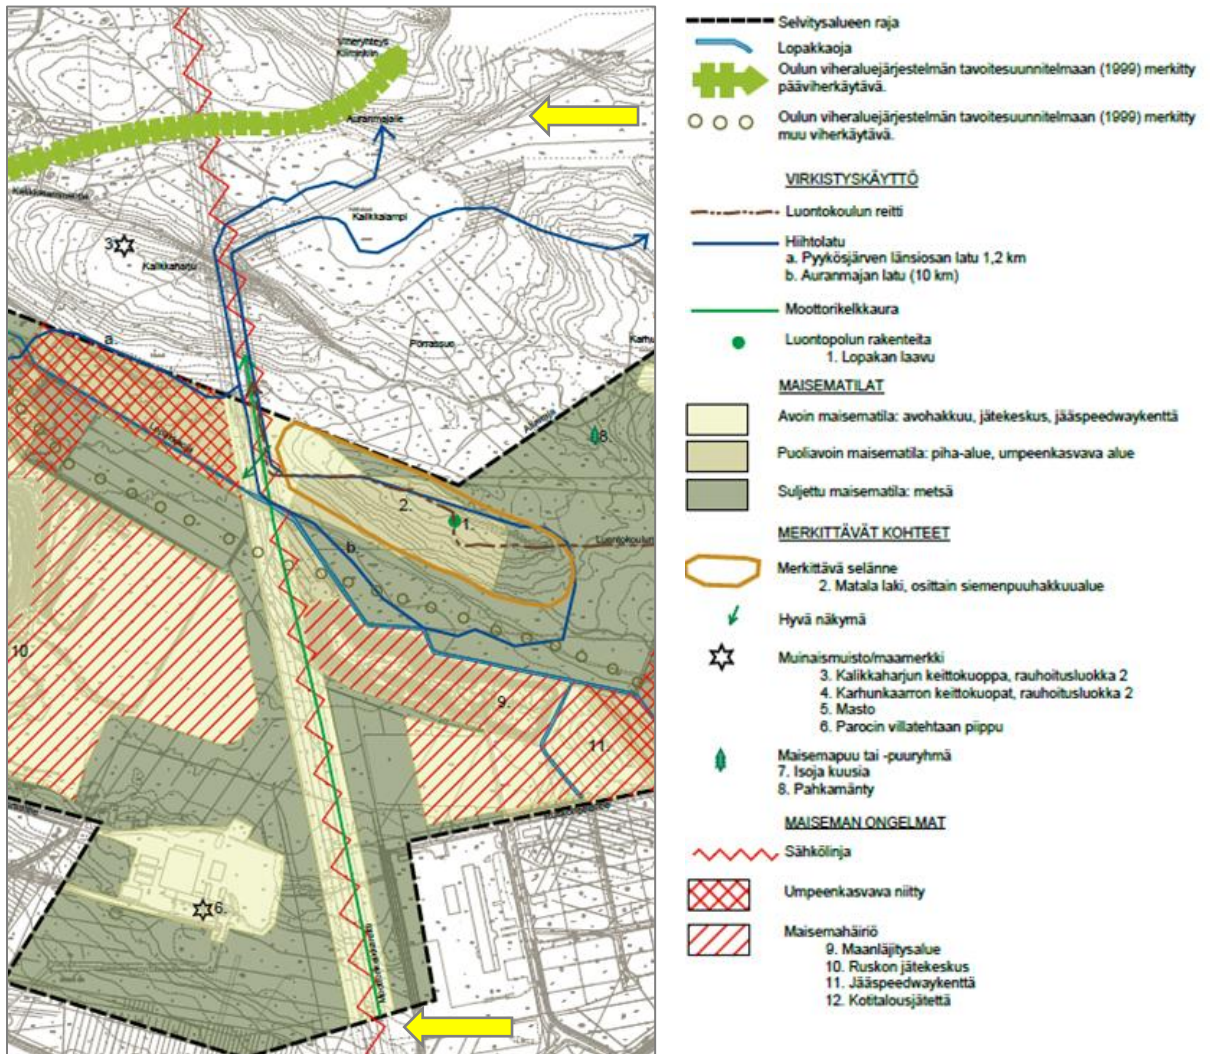 Viheryhteys
Kiiminkiin
Auranmajalle
Kalikkalampi
3.
Kalikkaharju
Pörrassuo
a.
8.
2.
1.
Luontokoulun
b.
10.
9.
11.
6.
Selvitysalueen raja
Lopakkaoja
Oulun viheraluejärjestelmän tavoitesuunnitelmaan (1999) merkitty
pääviherkäytävä.
Oulun viheraluejärjestelmän tavoitesuunnitelmaan (1999) merkitty
muu viherkäytävä.
VIRKISTYSKÄYTTÖ
Luontokoulun reitti
Hiihtolatu
a. Pyykösjärven länsiosan latu 1,2 km
b. Auranmajan latu (10 km)
Moottorikelkkaura
Luontopolun rakenteita
1. Lopakan laavu
MAISEMATILAT
Avoin maisematila: avohakkuu, jätekeskus, jääspeedwaykenttä
Puoliavoin maisematila: piha-alue, umpeenkasvava alue
Suljettu maisematila: metsä
MERKITTÄVÄT KOHTEET
Merkittävä selänne
2. Matala laki, osittain siemenpuuhakkuualue
Hyvä näkymä
Muinaismuisto/maamerkki
3. Kalikkaharjun keittokuoppa, rauhoitusluokka 2
4. Karhunkaarron keittokuopat, rauhoitusluokka 2
5. Masto
6. Parocin villatehtaan piippu
Maisemapuu tai -puuryhmä
7. Isoja kuusia
8. Pahkamänty
MAISEMAN ONGELMAT
Sähkölinja
Umpeenkasvava niitty
Maisemahäiriö
9. Maanläjitysalue
10. Ruskon jätekeskus
11. Jääspeedwaykenttä
12. Kotitalousjätettä